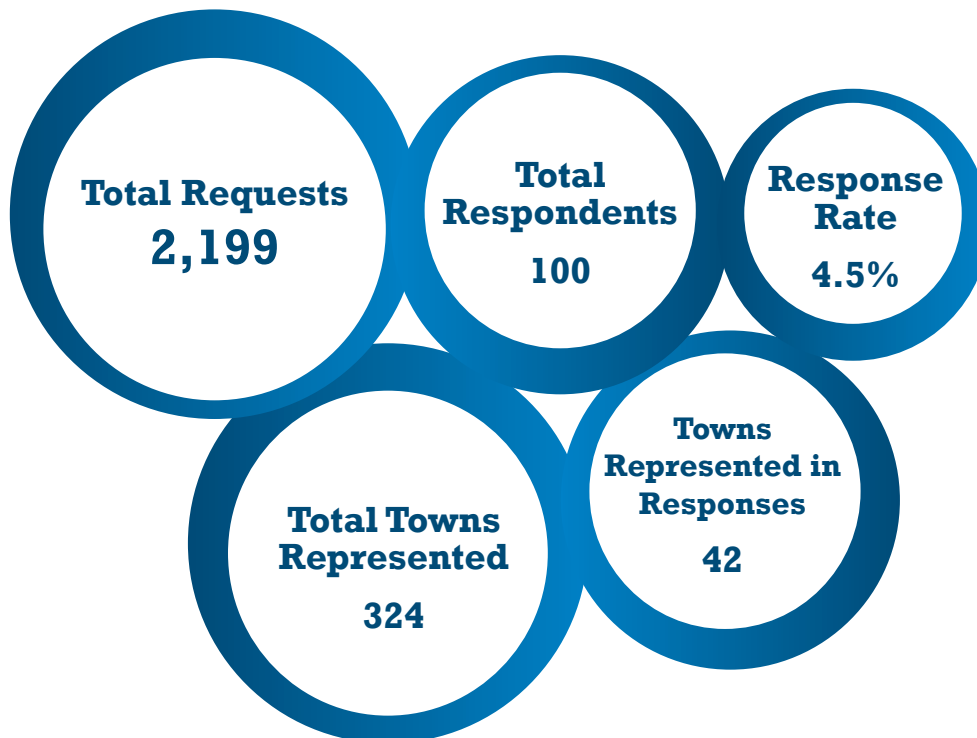 Total Requests
2,199
Total
Respondents
100
Response
Rate
4.5%
Total Towns
Represented
324
Towns
Represented in
Responses
42